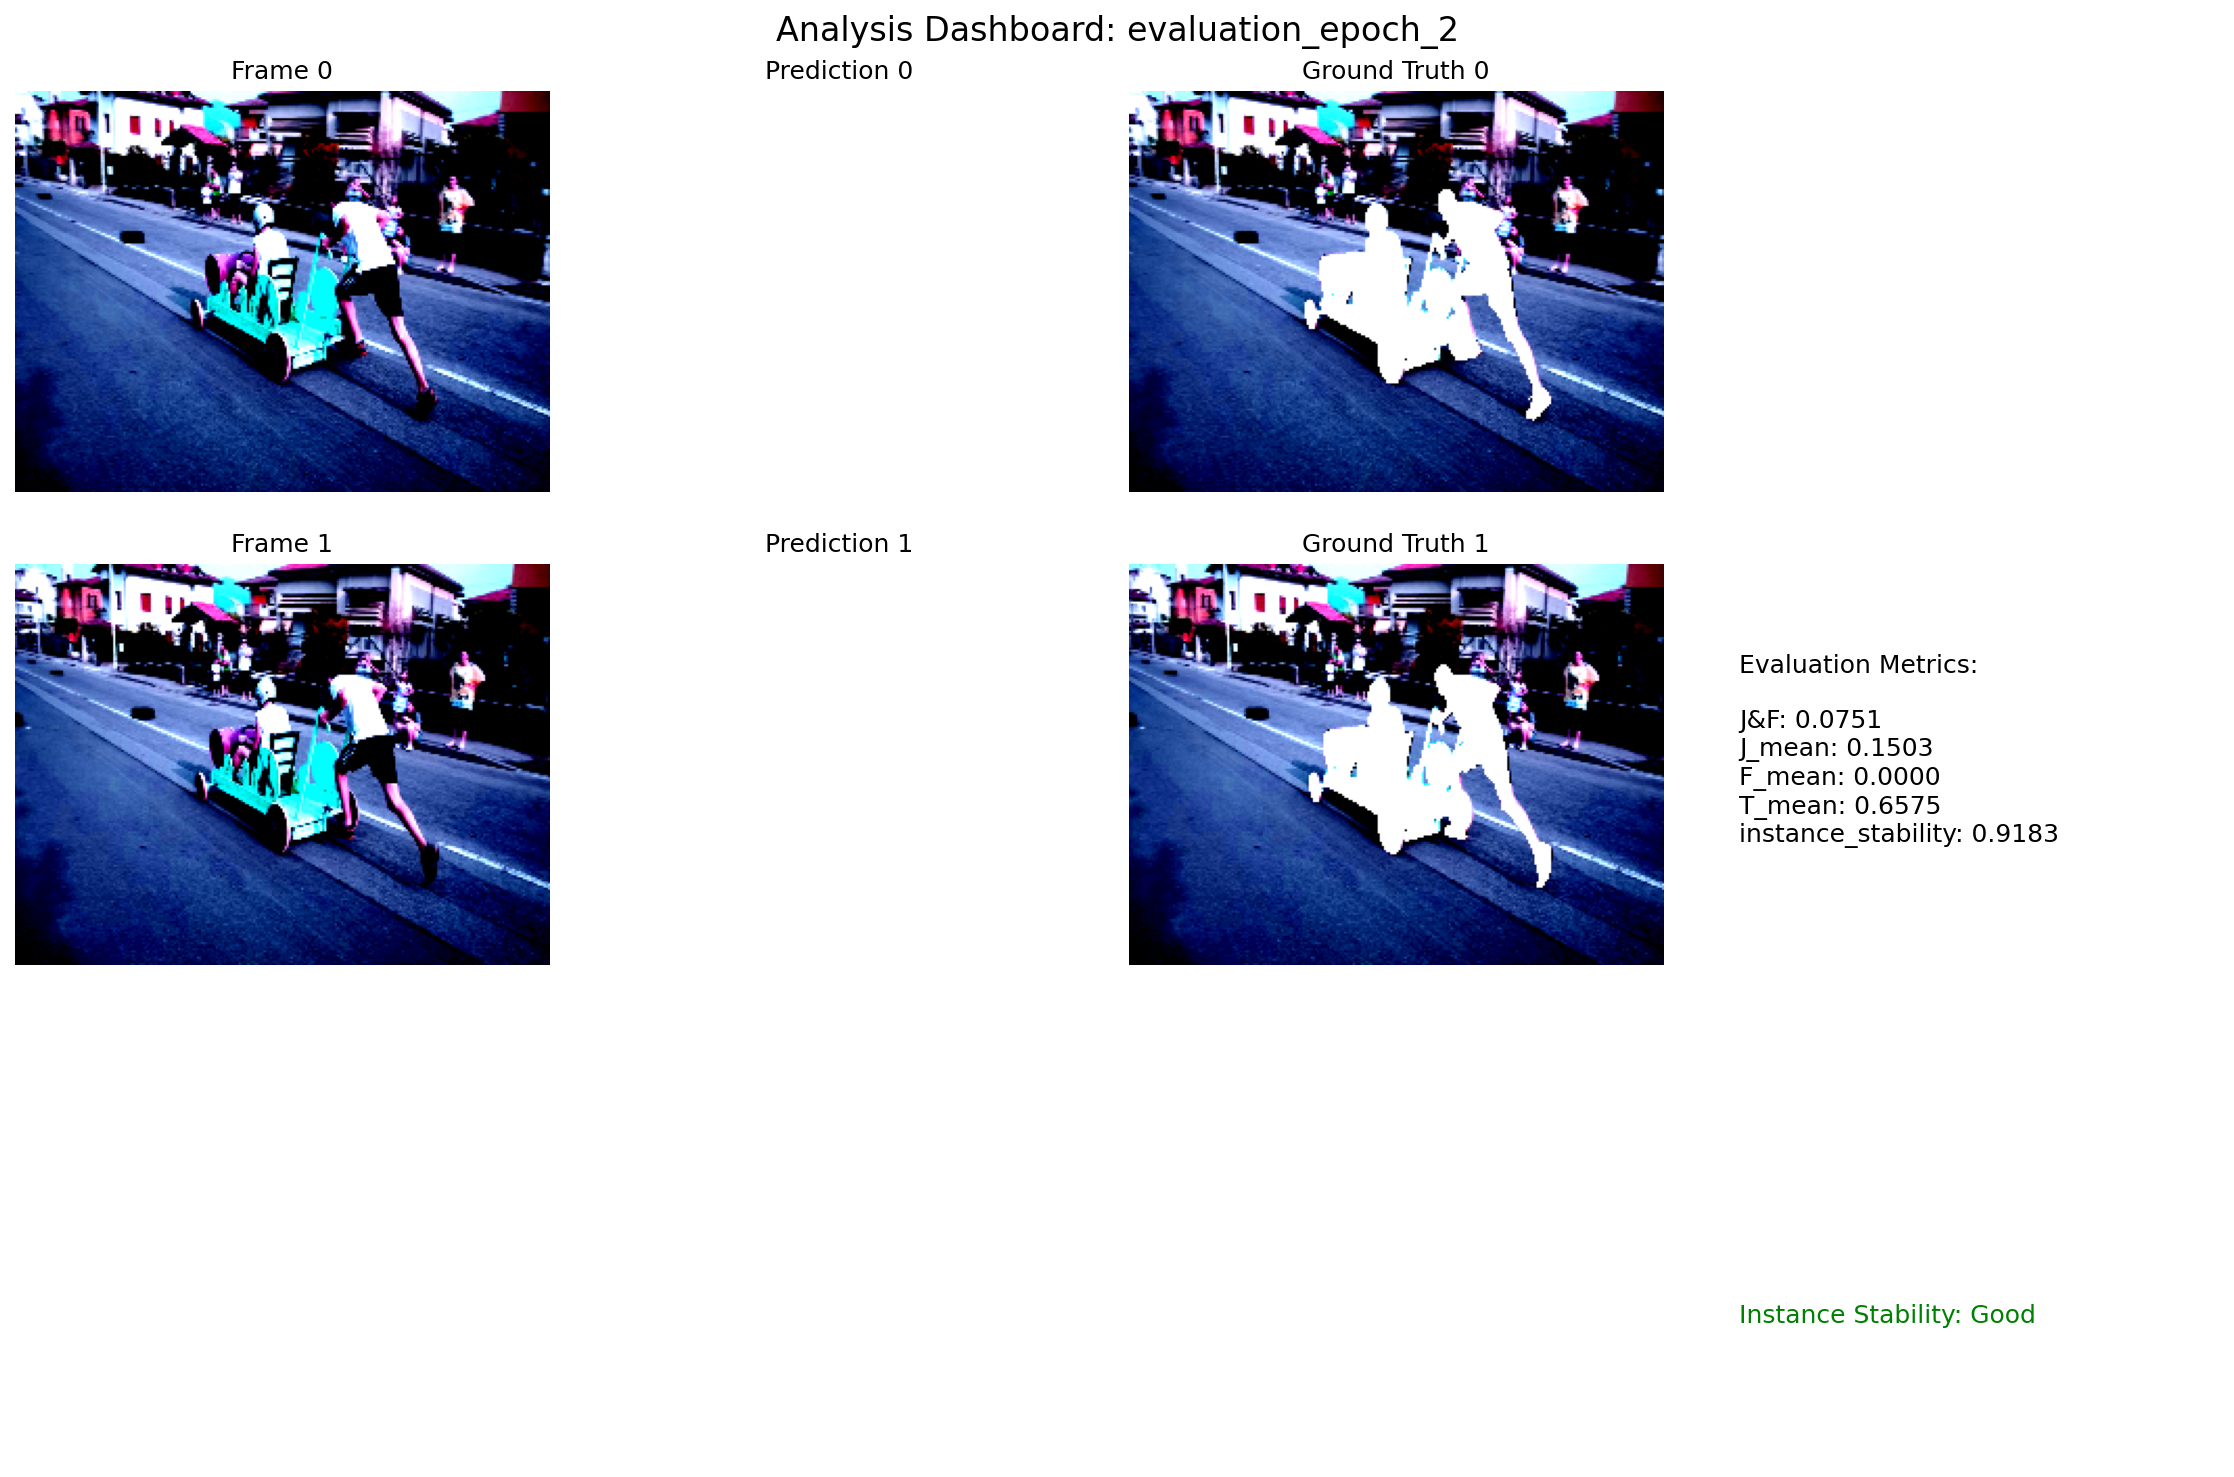 Analysis Dashboard: evaluation_epoch_2
Frame 0
Prediction 0
Ground Truth 0
Frame 1
Prediction 1
Ground Truth 1
Evaluation Metrics:
J&F: 0.0751
J_mean: 0.1503
F_mean: 0.0000
T_mean: 0.6575
instance_stability: 0.9183
Instance Stability: Good